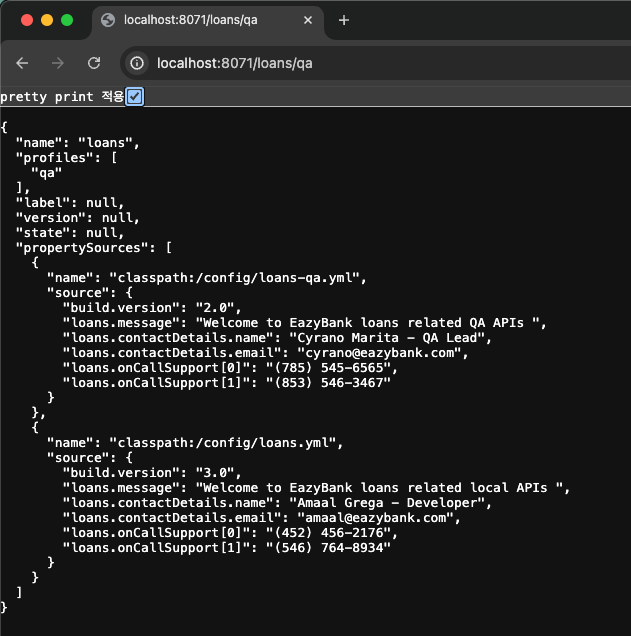 localhost:8071/loans/qa
localhost:8071/loans/qa
pretty print 적용
{
  "name": "loans",
  "profiles": [
    "qa"
  ],
  "label": null,
  "version": null,
  "state": null,
  "propertySources": [
    {
      "name": "classpath:/config/loans-qa.yml",
      "source": {
        "build.version": "2.0",
        "loans.message": "Welcome to EazyBank loans related QA APIs ",
        "loans.contactDetails.name": "Cyrano Marita - QA Lead",
        "loans.contactDetails.email": "cyrano@eazybank.com",
        "loans.onCallSupport[0]": "(785) 545-6565",
        "loans.onCallSupport[1]": "(853) 546-3467"
      }
    },
    {
      "name": "classpath:/config/loans.yml",
      "source": {
        "build.version": "3.0",
        "loans.message": "Welcome to EazyBank loans related local APIs ",
        "loans.contactDetails.name": "Amaal Grega - Developer",
        "loans.contactDetails.email": "amaal@eazybank.com",
        "loans.onCallSupport[0]": "(452) 456-2176",
        "loans.onCallSupport[1]": "(546) 764-8934"
      }
    }
  ]
}